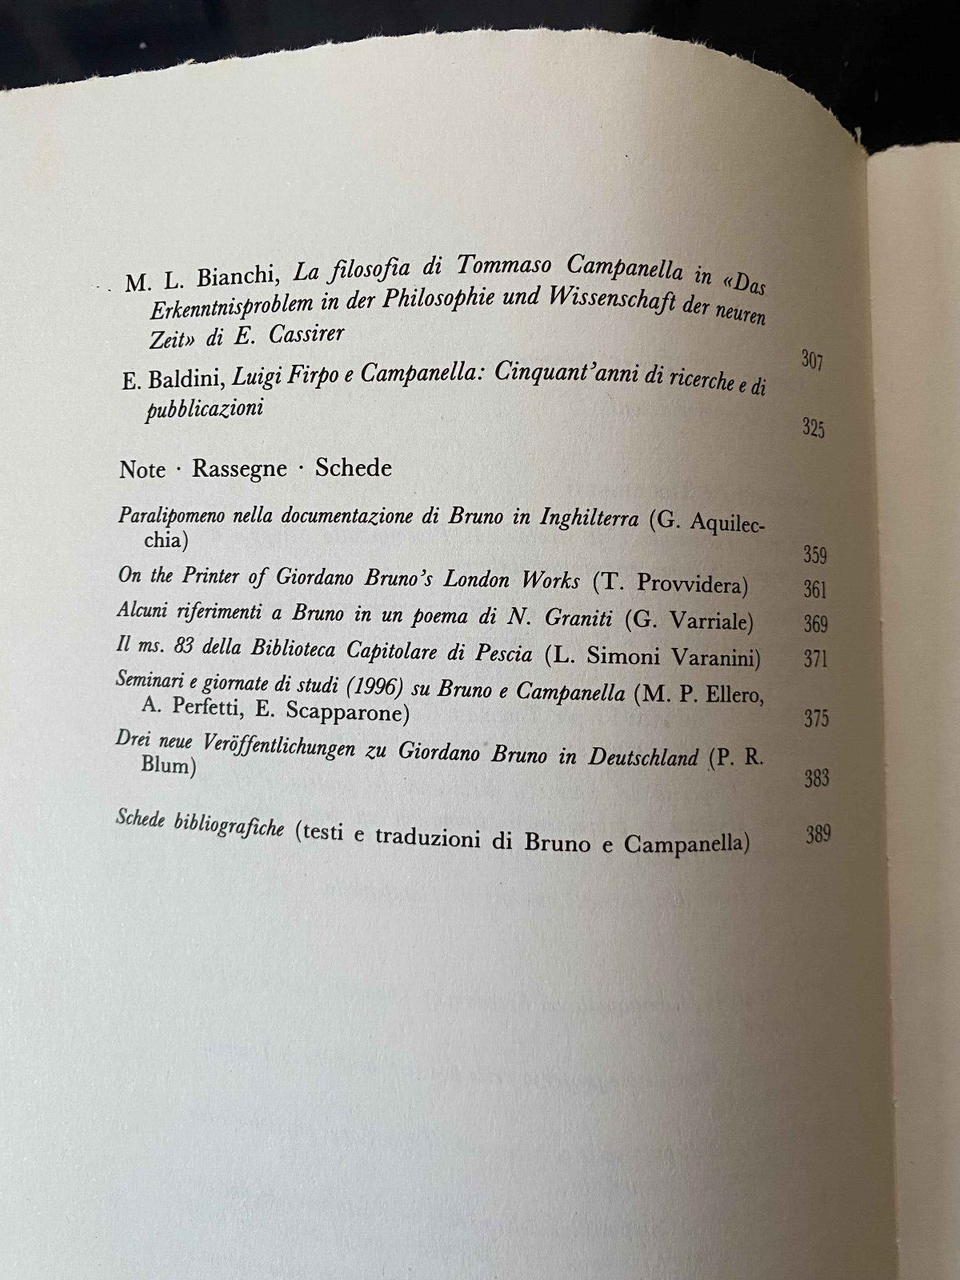 M. L. Bianchi, La filosofia di Tommaso Campanella in «Das
Erkenntnisproblem in der Philosophie und Wissenschaft der neuren
Zeit» di E. Cassirer 307
E. Baldini, Luigi Firpo e Campanella: Cinquant'anni di ricerche e di
pubblicazioni 325
Note · Rassegne · Schede
Paralipomeno nella documentazione di Bruno in Inghilterra (G. Aquilec-
chia) 359
On the Printer of Giordano Bruno's London Works (T. Provvidera) 361
Alcuni riferimenti a Bruno in un poema di N. Graniti (G. Varriale) 369
Il ms. 83 della Biblioteca Capitolare di Pescia (L. Simoni Varanini) 371
Seminari e giornate di studi (1996) su Bruno e Campanella (M. P. Ellero,
A. Perfetti, E. Scapparone) 375
Drei neue Veröffentlichungen zu Giordano Bruno in Deutschland (P. R.
Blum) 383
Schede bibliografiche (testi e traduzioni di Bruno e Campanella) 389